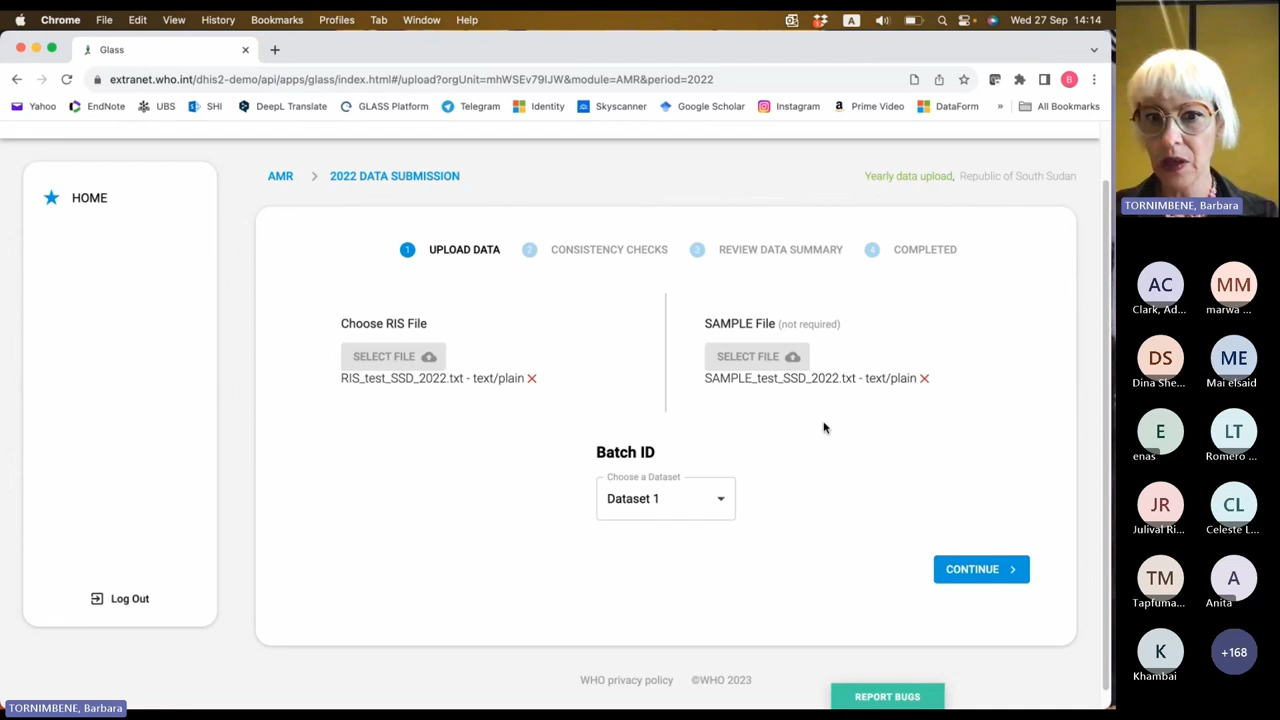 Chrome File Edit View History Bookmarks Profiles Tab Window Help A Wed 27 Sep 14:14
Glass
extranet.who.int/dhis2-demo/api/apps/glass/index.html#/upload?orgUnit=mhWSEv79IJW&module=AMR&period=2022 B
Yahoo EndNote UBS SHI DeepL Translate GLASS Platform Telegram Identity Skyscanner Google Scholar Instagram Prime Video DataForm » All Bookmarks
HOME
Log Out
AMR > 2022 DATA SUBMISSION
Yearly data upload, Republic of South Sudan
1 UPLOAD DATA 2 CONSISTENCY CHECKS 3 REVIEW DATA SUMMARY 4 COMPLETED
Choose RIS File
SELECT FILE
RIS_test_SSD_2022.txt - text/plain
SAMPLE File (not required)
SELECT FILE
SAMPLE_test_SSD_2022.txt - text/plain
Batch ID
Choose a Dataset
Dataset 1
CONTINUE
WHO privacy policy ©WHO 2023
REPORT BUGS
TORNIMBENE, Barbara
TORNIMBENE, Barbara
AC MM
Clark, Ad... marwa ...
DS ME
Dina She... Mai elsaid
E LT
enas Romero ...
JR CL
Julival Ri... Celeste L...
TM A
Tapfuma... Anita
K +168
Khambai